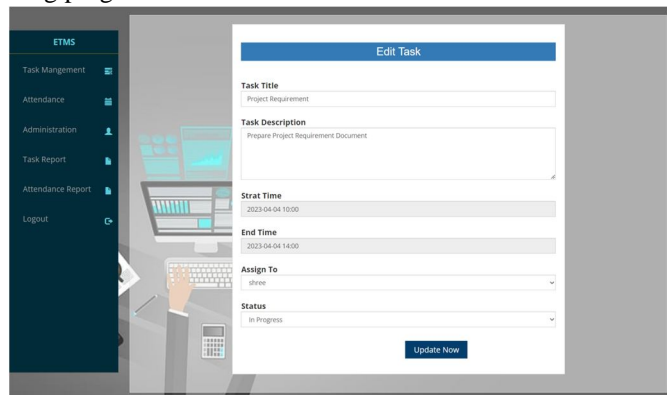 ETMS
Task Mangement
Attendance
Administration
Task Report
Attendance Report
Logout
Edit Task
Task Title
Project Requirement
Task Description
Prepare Project Requirement Document
Strat Time
2023-04-04 10:00
End Time
2023-04-04 14:00
Assign To
shree
Status
In Progress
Update Now